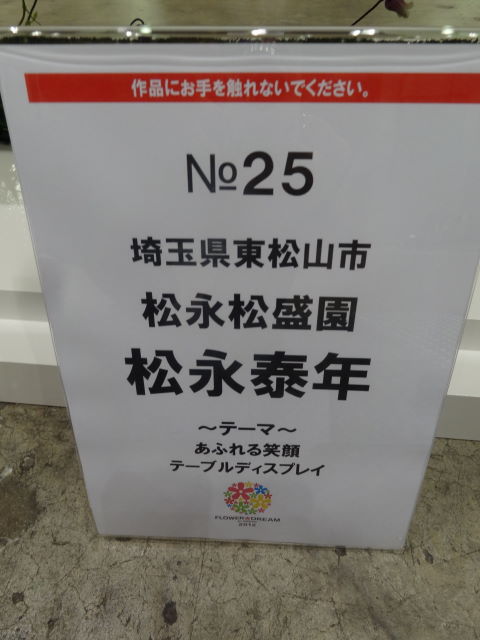 作品にお手を触れないでください。
№25
埼玉県東松山市
松永松盛園
松永泰年
～テーマ～
あふれる笑顔
テーブルディスプレイ
FLOWER DREAM
2012